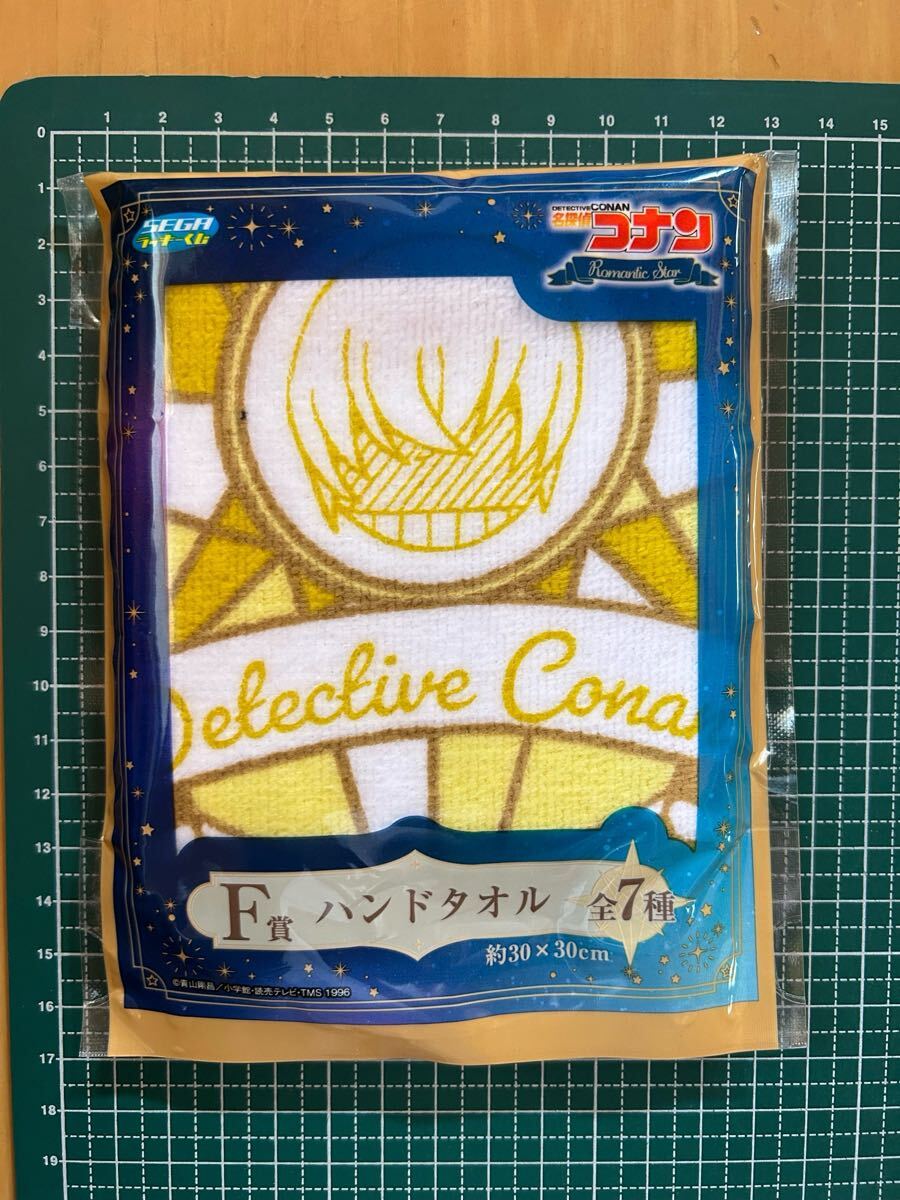 1 2 3 4 5 6 7 8 9 10 11 12 13 14 15
0
1
2
3
4
5
6
7
8
9
10
11
12
13
14
15
16
17
18
19
SEGA
ラッキーくじ
DETECTIVE CONAN
名探偵
コナン
Romantic Star
Detective Cona
F賞 ハンドタオル 全7種
約30×30cm
©青山剛昌／小学館・読売テレビ・TMS 1996